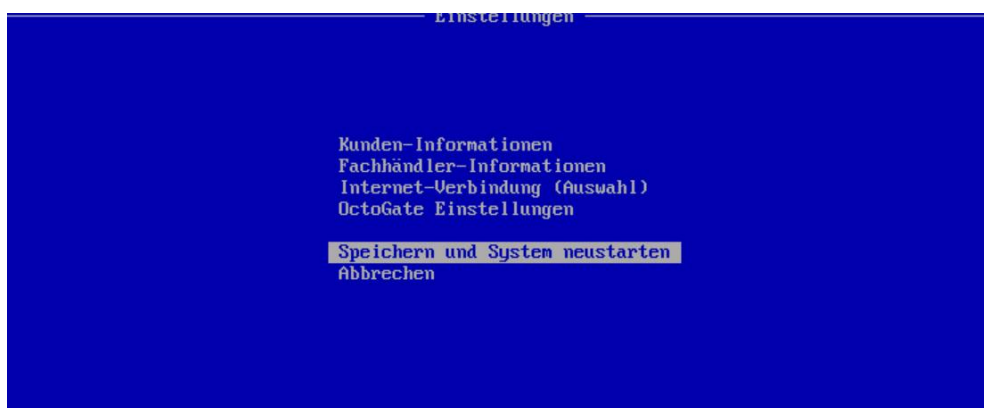 Einstellungen
Kunden-Informationen
Fachhändler-Informationen
Internet-Verbindung (Auswahl)
OctoGate Einstellungen
Speichern und System neustarten
Abbrechen